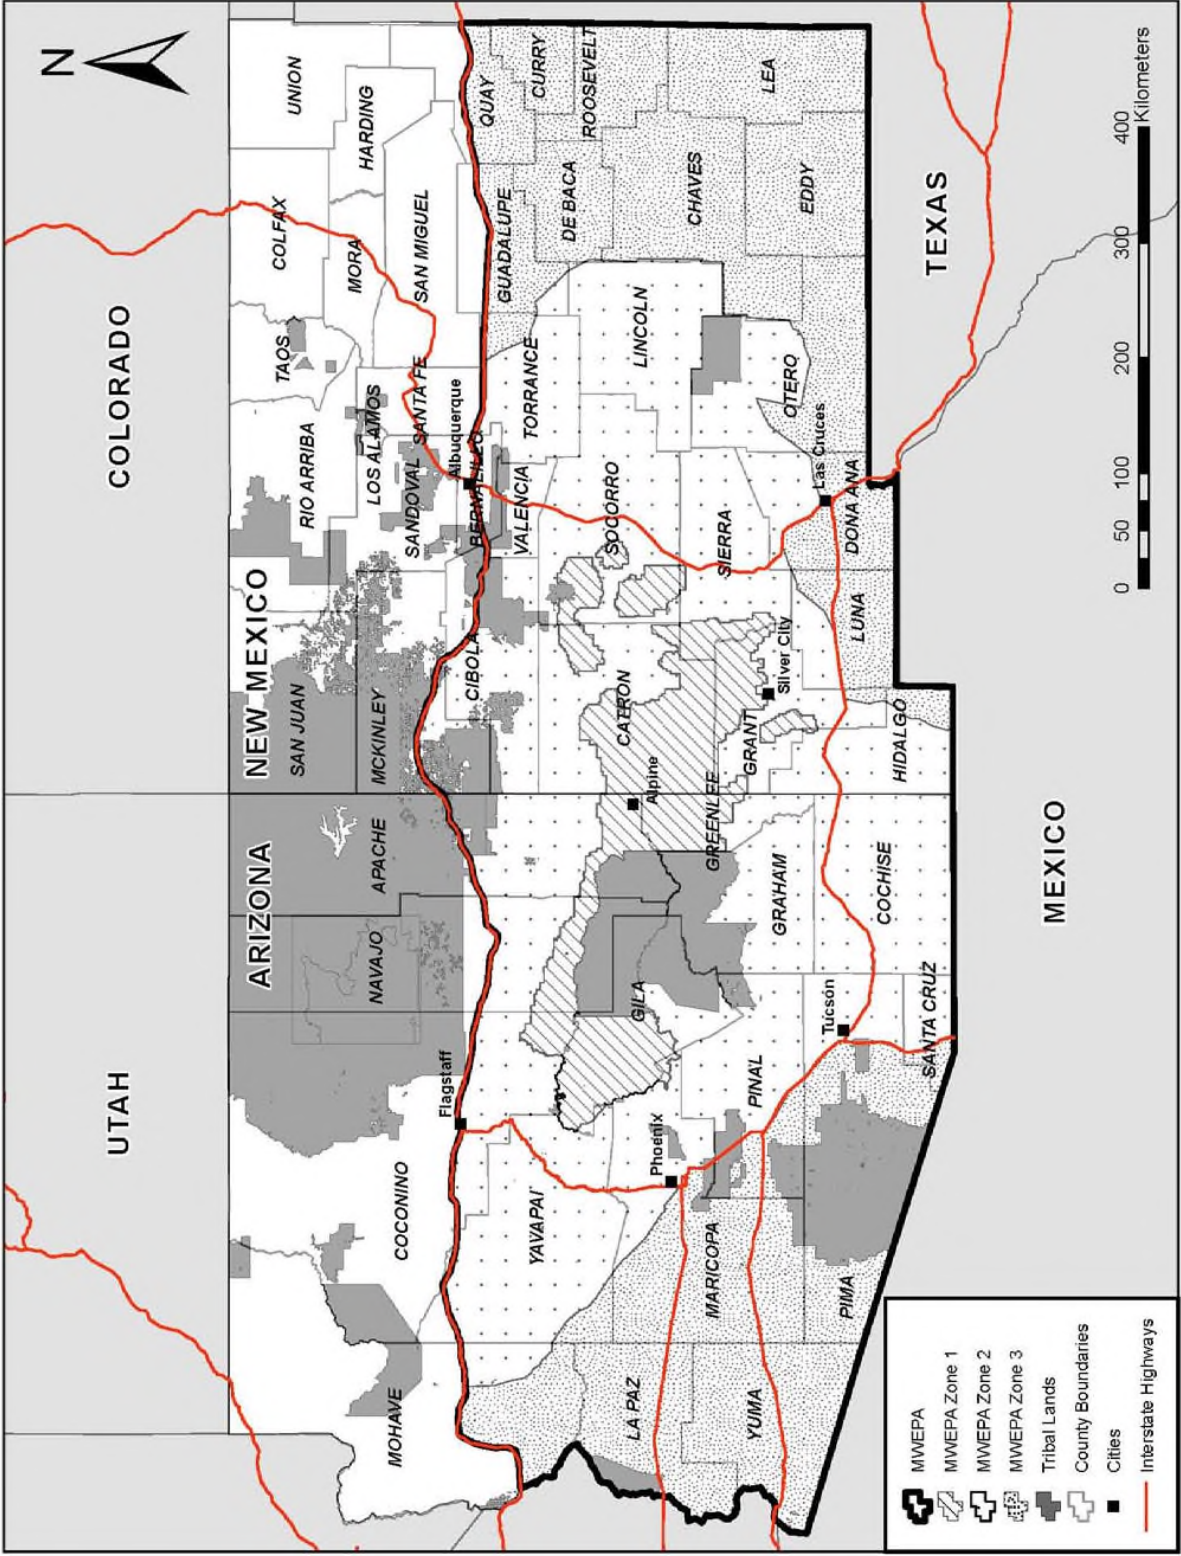 N
UTAH
COLORADO
ARIZONA
NEW MEXICO
MOHAVE
COCONINO
NAVAJO
APACHE
SAN JUAN
MCKINLEY
RIO ARRIBA
TAOS
COLFAX
UNION
LOS ALAMOS
MORA
HARDING
SANDOVAL
SANTA FE
SAN MIGUEL
Flagstaff
Albuquerque
CIBOLA
BERNALILLO
QUAY
YAVAPAI
VALENCIA
TORRANCE
GUADALUPE
CURRY
DE BACA
ROOSEVELT
LA PAZ
GILA
CATRON
SOCORRO
LINCOLN
Phoenix
Alpine
MARICOPA
GREENLEE
CHAVES
YUMA
PINAL
GRAHAM
GRANT
SIERRA
LEA
Silver City
OTERO
EDDY
Tucson
Las Cruces
PIMA
COCHISE
LUNA
DONA ANA
SANTA CRUZ
HIDALGO
TEXAS
MEXICO
MWEPA
MWEPA Zone 1
MWEPA Zone 2
MWEPA Zone 3
Tribal Lands
County Boundaries
Cities
Interstate Highways
0 50 100 200 300 400
Kilometers